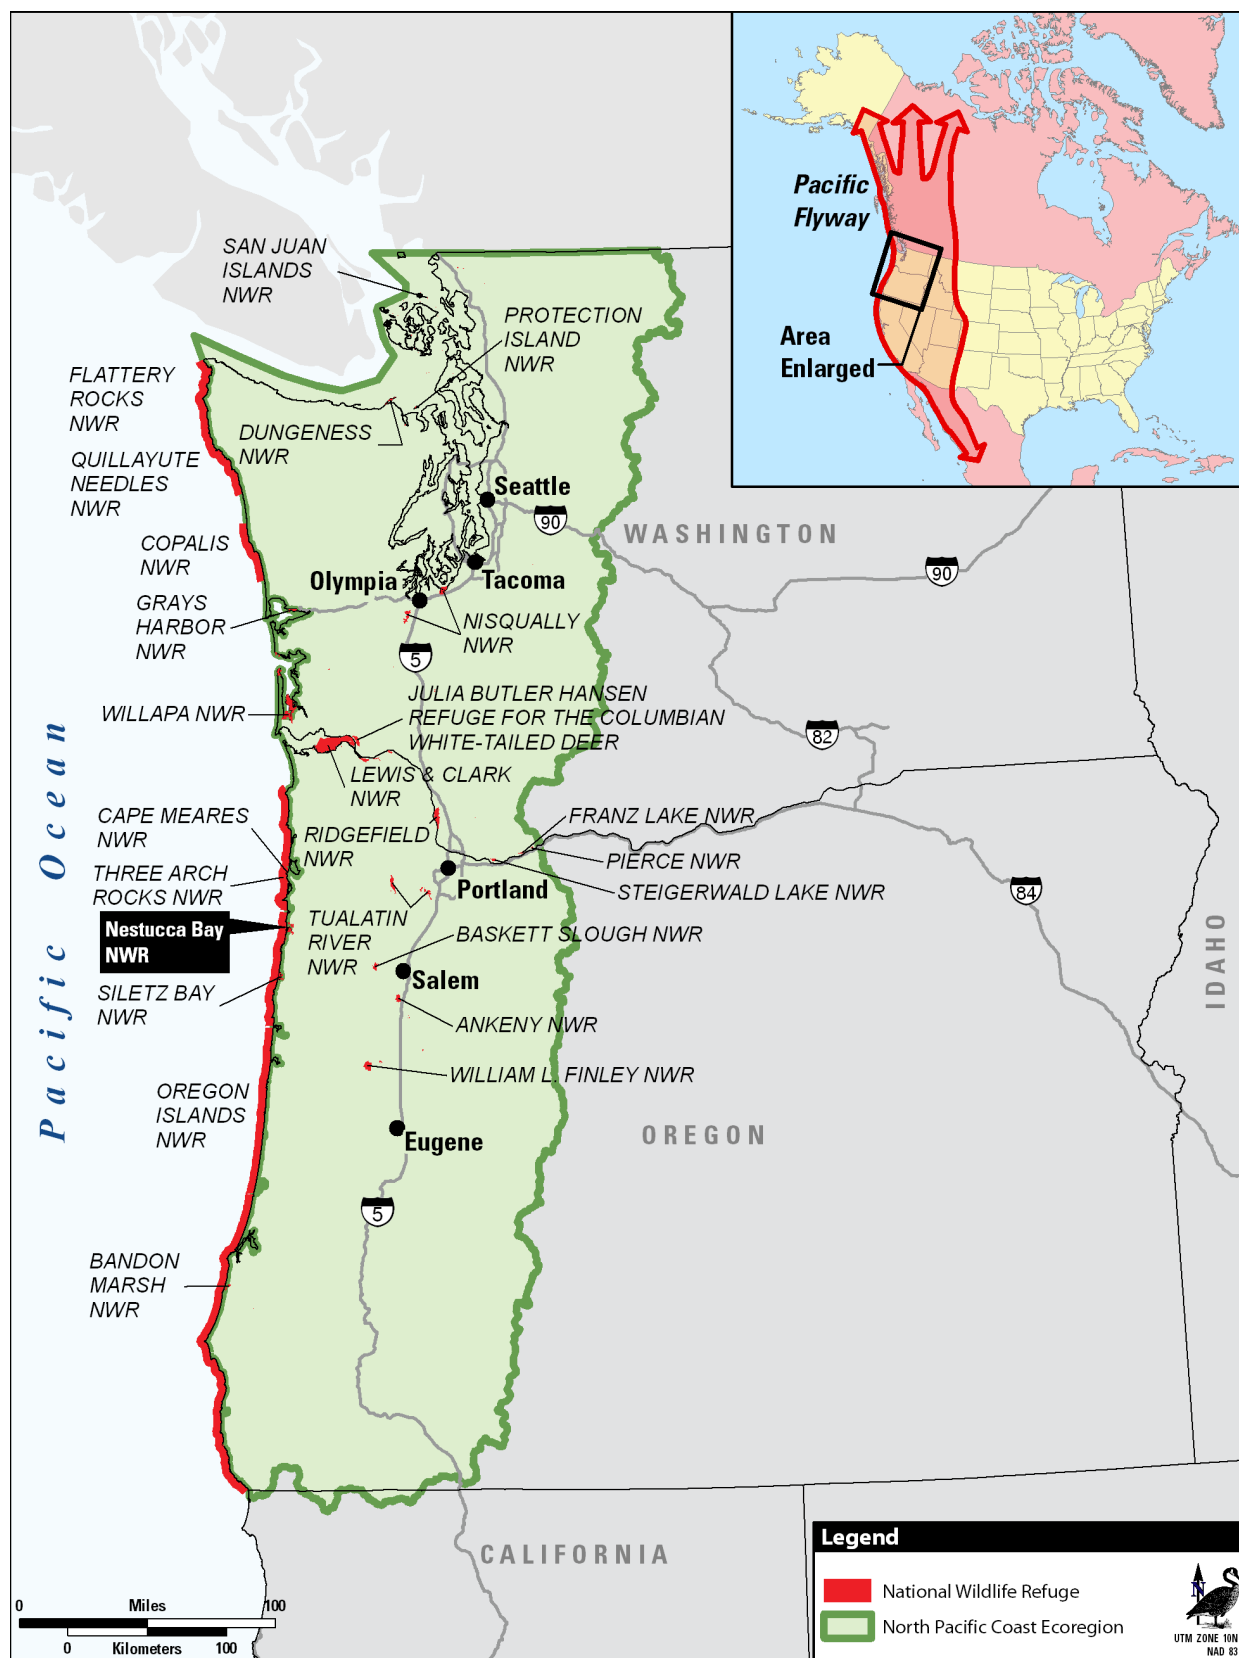 Pacific
Flyway
Area
Enlarged
SAN JUAN
ISLANDS
NWR
PROTECTION
ISLAND
NWR
FLATTERY
ROCKS
NWR
DUNGENESS
NWR
QUILLAYUTE
NEEDLES
NWR
Seattle
90
WASHINGTON
COPALIS
NWR
Olympia
Tacoma
90
GRAYS
HARBOR
NWR
NISQUALLY
NWR
5
JULIA BUTLER HANSEN
REFUGE FOR THE COLUMBIAN
WHITE-TAILED DEER
WILLAPA NWR
82
LEWIS & CLARK
NWR
Pacific Ocean
CAPE MEARES
NWR
RIDGEFIELD
NWR
FRANZ LAKE NWR
PIERCE NWR
STEIGERWALD LAKE NWR
THREE ARCH
ROCKS NWR
Portland
84
Nestucca Bay
NWR
TUALATIN
RIVER
NWR
BASKETT SLOUGH NWR
IDAHO
Salem
SILETZ BAY
NWR
ANKENY NWR
WILLIAM L. FINLEY NWR
OREGON
ISLANDS
NWR
Eugene
OREGON
5
BANDON
MARSH
NWR
CALIFORNIA
Legend
National Wildlife Refuge
North Pacific Coast Ecoregion
N
UTM ZONE 10N
NAD 83
0 Miles 100
0 Kilometers 100